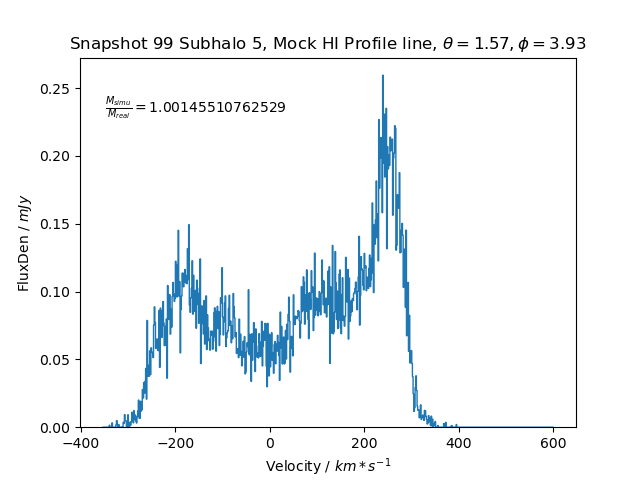 Snapshot 99 Subhalo 5, Mock HI Profile line, θ = 1.57, ϕ = 3.93
M_simu/M_real = 1.00145510762529
FluxDen / mJy
0.25
0.20
0.15
0.10
0.05
0.00
−400 −200 0 200 400 600
Velocity / km * s⁻¹